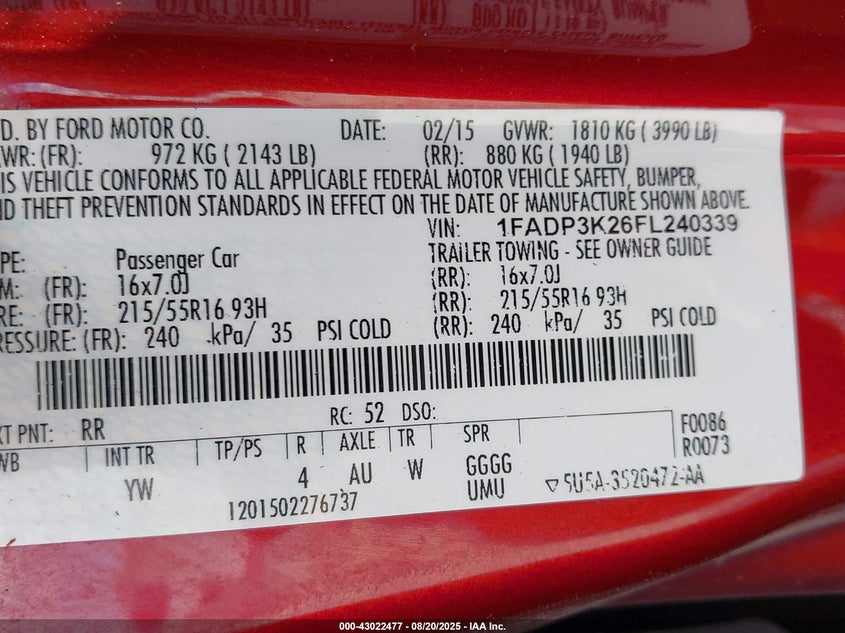 D. BY FORD MOTOR CO. DATE: 02/15 GVWR: 1810 KG ( 3990 LB)
WR: (FR): 972 KG ( 2143 LB) (RR): 880 KG ( 1940 LB)
IS VEHICLE CONFORMS TO ALL APPLICABLE FEDERAL MOTOR VEHICLE SAFETY, BUMPER,
ND THEFT PREVENTION STANDARDS IN EFFECT ON THE DATE OF MANUFACTURE SHOWN ABOVE.
VIN: 1FADP3K26FL240339
PE: Passenger Car TRAILER TOWING - SEE OWNER GUIDE
M: (FR): 16x7.0J (RR): 16x7.0J
RE: (FR): 215/55R16 93H (RR): 215/55R16 93H
RESSURE: (FR): 240 kPa/ 35 PSI COLD (RR): 240 kPa/ 35 PSI COLD
XT PNT: RR RC: 52 DSO: F0086
WB INT TR TP/PS R AXLE TR SPR R0073
YW 4 AU W GGGG
UMU 5U5A-3520472-AA
1201502276737
000-43022477 - 08/20/2025 - IAA Inc.